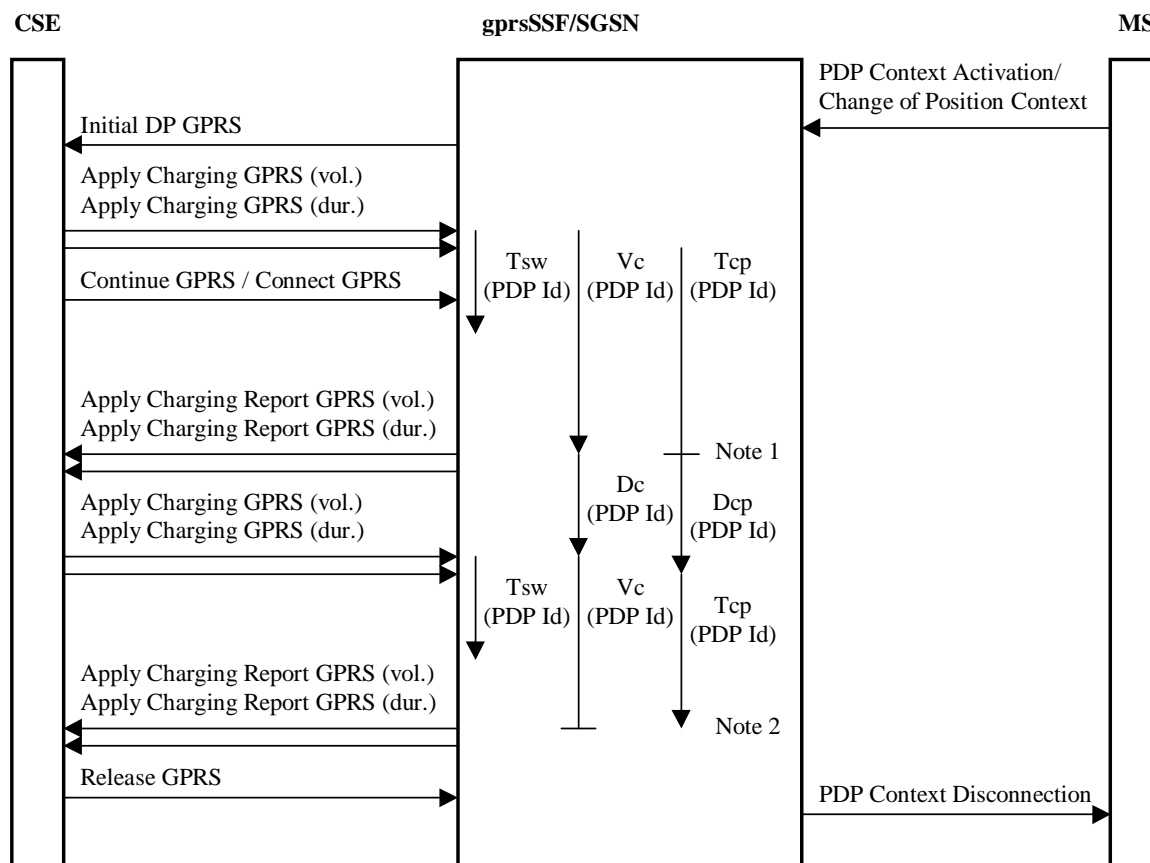 CSE
gprsSSF/SGSN
MS
PDP Context Activation/
Change of Position Context
Initial DP GPRS
Apply Charging GPRS (vol.)
Apply Charging GPRS (dur.)
Tsw
(PDP Id)
Vc
(PDP Id)
Tcp
(PDP Id)
Continue GPRS / Connect GPRS
Apply Charging Report GPRS (vol.)
Apply Charging Report GPRS (dur.)
Note 1
Dc
(PDP Id)
Dcp
(PDP Id)
Apply Charging GPRS (vol.)
Apply Charging GPRS (dur.)
Tsw
(PDP Id)
Vc
(PDP Id)
Tcp
(PDP Id)
Apply Charging Report GPRS (vol.)
Apply Charging Report GPRS (dur.)
Note 2
Release GPRS
PDP Context Disconnection